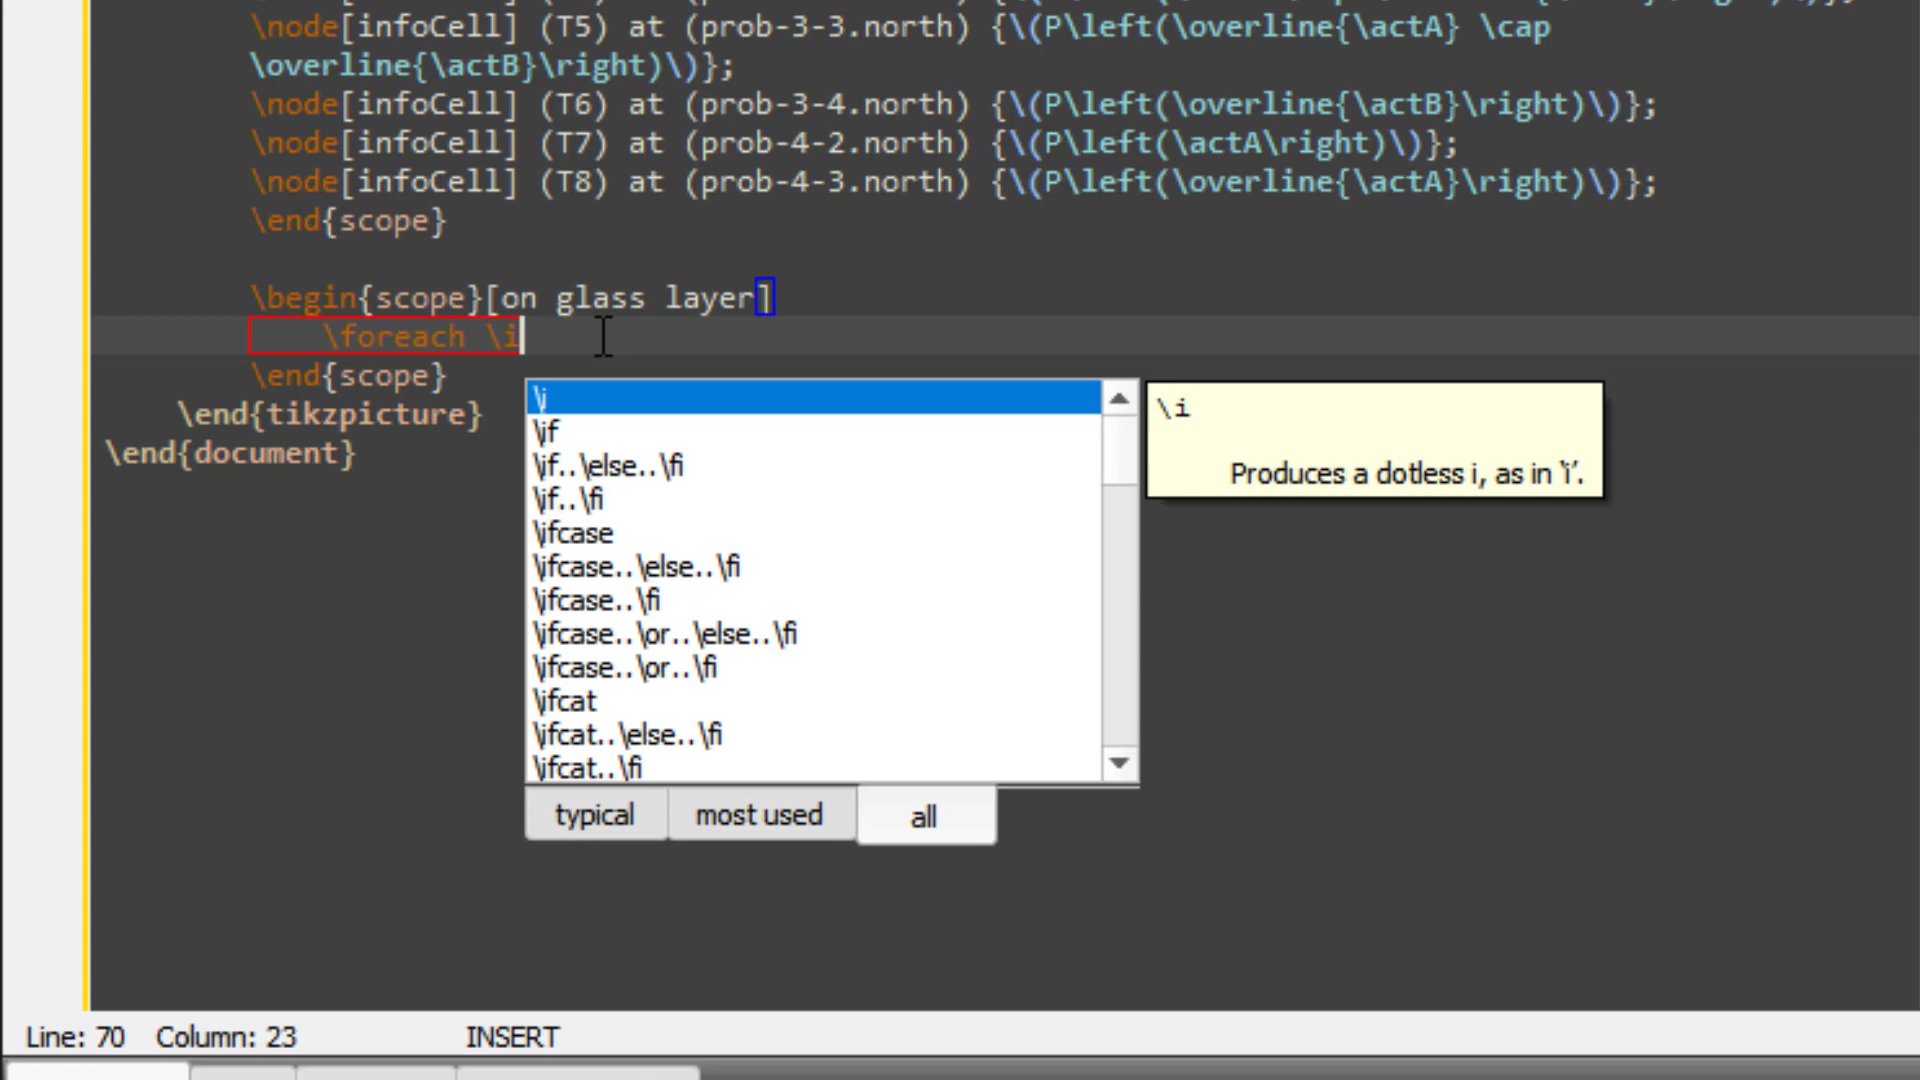 \node[infoCell] (T5) at (prob-3-3.north) {\(P\left(\overline{\actA} \cap
\overline{\actB}\right)\)};
\node[infoCell] (T6) at (prob-3-4.north) {\(P\left(\overline{\actB}\right)\)};
\node[infoCell] (T7) at (prob-4-2.north) {\(P\left(\actA\right)\)};
\node[infoCell] (T8) at (prob-4-3.north) {\(P\left(\overline{\actA}\right)\)};
\end{scope}
\begin{scope}[on glass layer]
\foreach \i
\end{scope}
\end{tikzpicture}
\end{document}
\i
\if
\if..\else..\fi
\if..\fi
\ifcase
\ifcase..\else..\fi
\ifcase..\fi
\ifcase..\or..\else..\fi
\ifcase..\or..\fi
\ifcat
\ifcat..\else..\fi
\ifcat..\fi
typical most used all
\i
Produces a dotless i, as in 'ï'.
Line: 70 Column: 23 INSERT